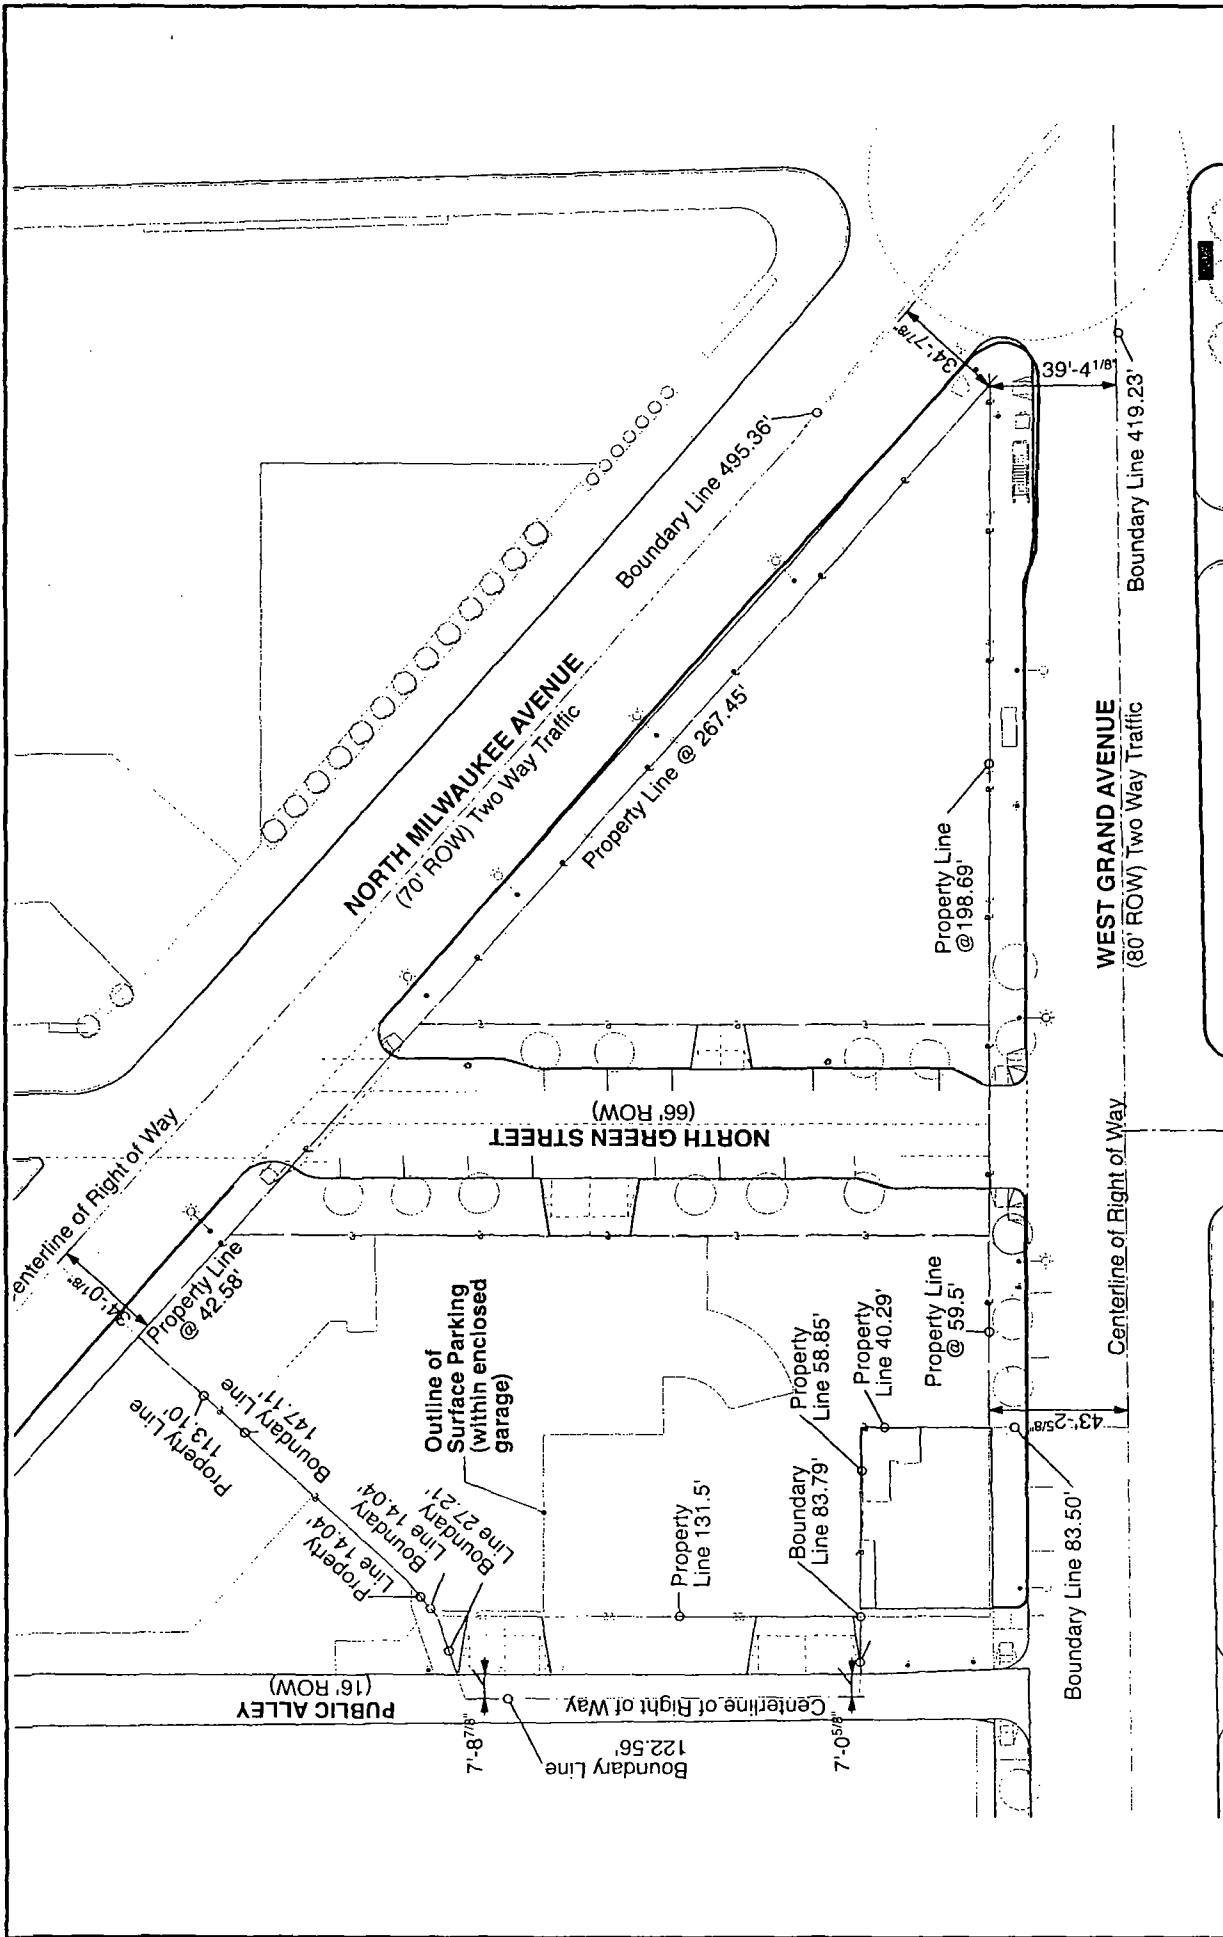 Centerline of Right of Way
34'-0 1/8"
Property Line
@ 42.58'
Property Line
113.10'
Boundary Line
147.11'
Property
Line 14.04'
Boundary
Line 14.04'
Boundary
Line 27.21'
Outline of
Surface Parking
(within enclosed
garage)
PUBLIC ALLEY
(16' ROW)
Centerline of Right of Way
7'-8 7/8"
Boundary Line
122.56'
7'-0 5/8"
Property
Line 131.5'
Boundary
Line 83.79'
Property
Line 58.85'
Property
Line 40.29'
Property Line
@ 59.5'
43'-2 5/8"
Boundary Line 83.50'
NORTH GREEN STREET
(66' ROW)
NORTH MILWAUKEE AVENUE
(70' ROW) Two Way Traffic
Boundary Line 495.36'
Property Line @ 267.45'
34'-7 7/8"
39'-4 1/8"
Property Line
@198.69'
WEST GRAND AVENUE
(80' ROW) Two Way Traffic
Boundary Line 419.23'
Centerline of Right of Way